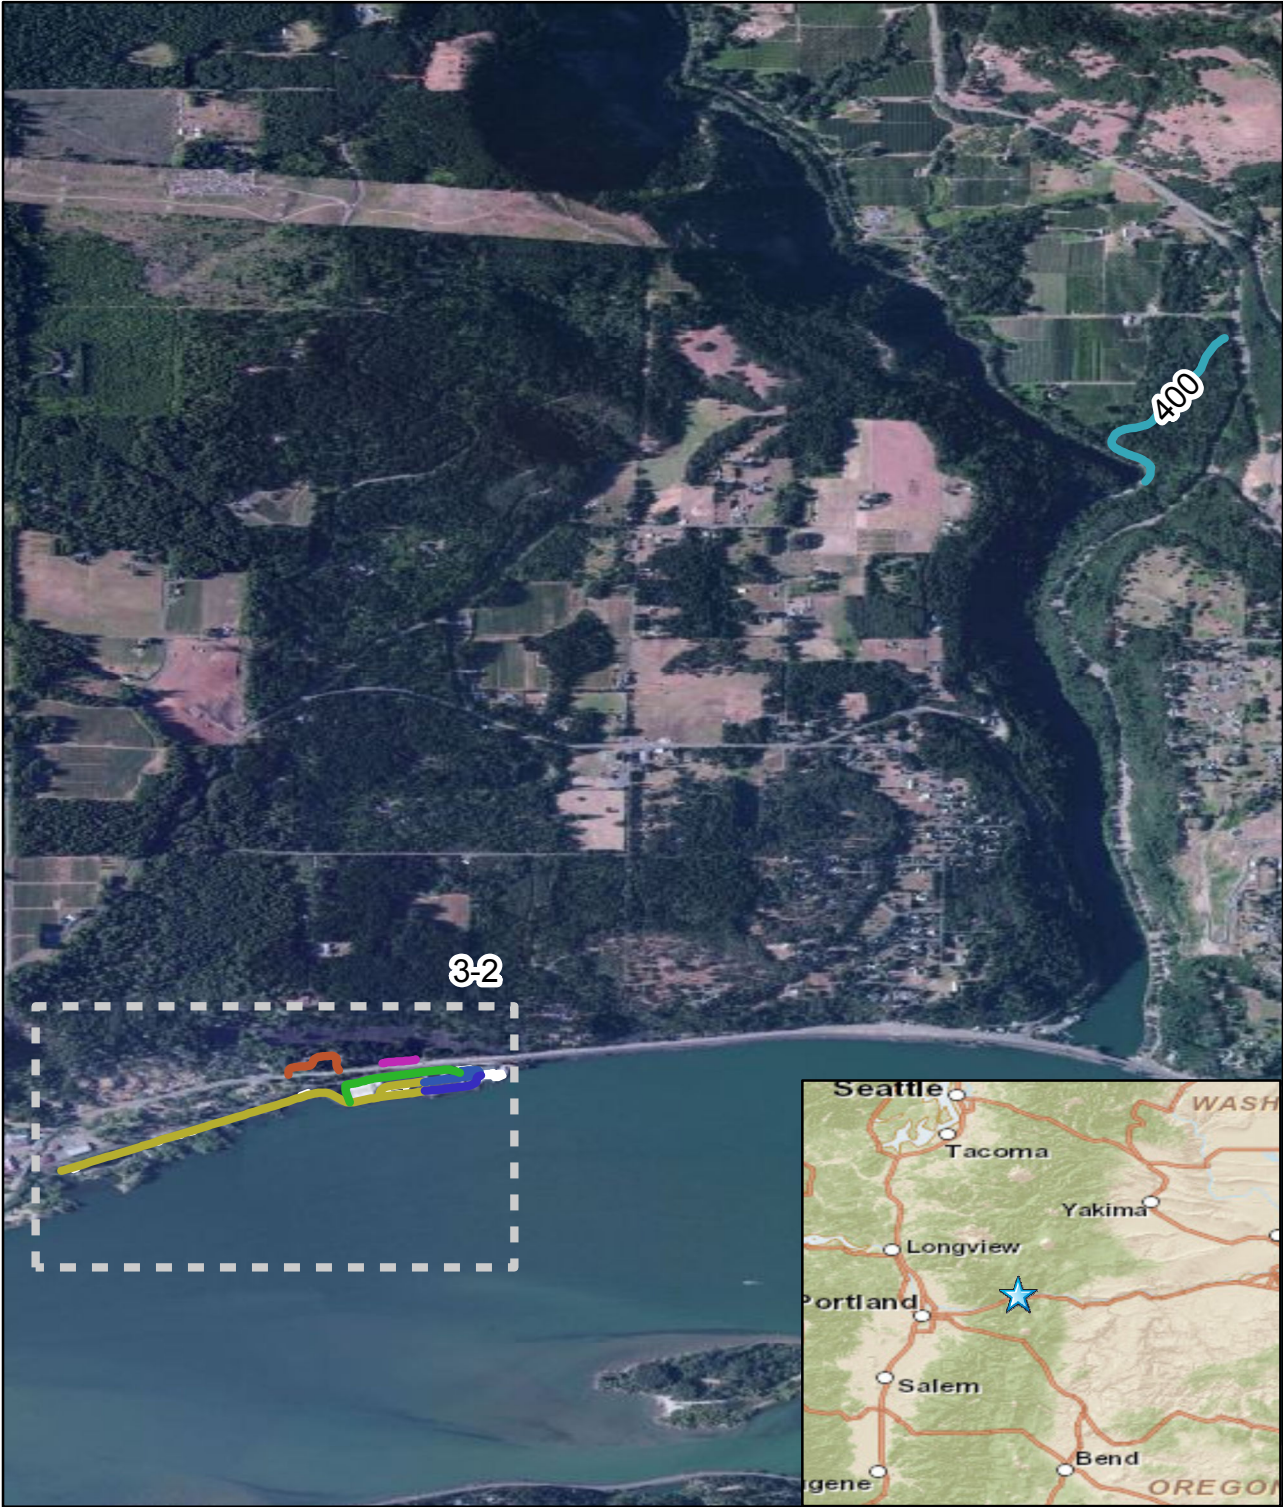 400
3-2
Seattle
WASH
Tacoma
Yakima
Longview
Portland
Salem
Bend
gene
OREGO